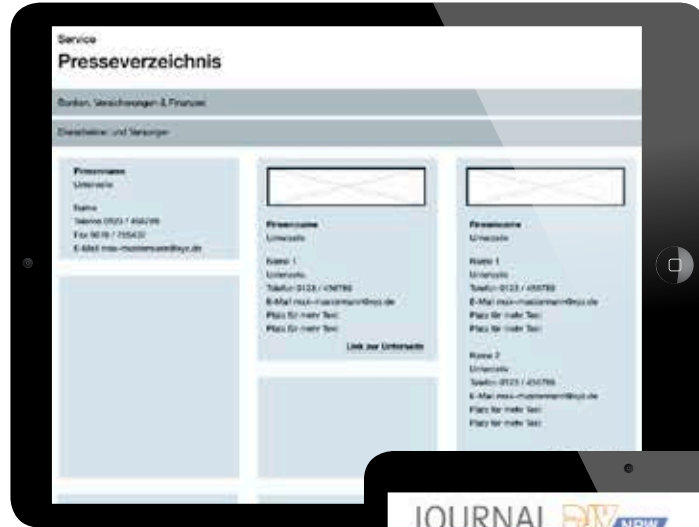 Service
Presseverzeichnis
Banken, Versicherungen & Finanzen
Dienstleister und Versorger
Firmenname
Unterzeile
Name
Telefon 0123 / 456789
Fax
E-Mail max-mustermann@xyz.de
Firmenname
Unterzeile
Name 1
Unterzeile
Telefon 0123 / 456789
E-Mail max-mustermann@xyz.de
Platz für mehr Text
Platz für mehr Text
Link zur Unterseite
Firmenname
Unterzeile
Name 1
Unterzeile
Telefon 0123 / 456789
E-Mail max-mustermann@xyz.de
Platz für mehr Text
Platz für mehr Text
Name 2
Unterzeile
Telefon 0123 / 456789
E-Mail max-mustermann@xyz.de
Platz für mehr Text
Platz für mehr Text
JOURNAL
NRW